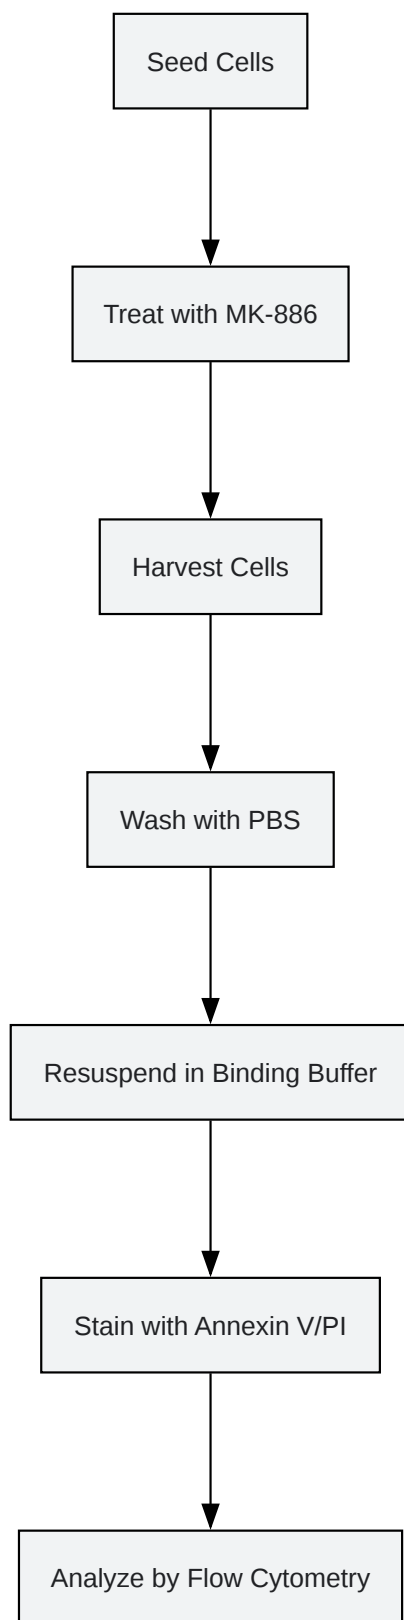 Seed Cells
Treat with MK-886
Harvest Cells
Wash with PBS
Resuspend in Binding Buffer
Stain with Annexin V/PI
Analyze by Flow Cytometry